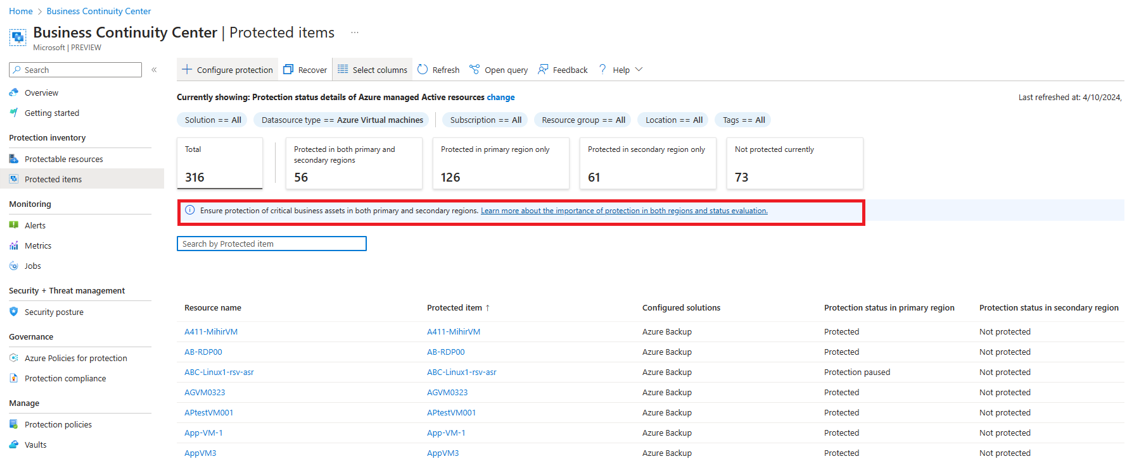 Home > Business Continuity Center
Business Continuity Center | Protected items ...
Microsoft | PREVIEW
Search «
Overview
Getting started
Protection inventory
Protectable resources
Protected items
Monitoring
Alerts
Metrics
Jobs
Security + Threat management
Security posture
Governance
Azure Policies for protection
Protection compliance
Manage
Protection policies
Vaults
+ Configure protection Recover Select columns Refresh Open query Feedback ? Help
Currently showing: Protection status details of Azure managed Active resources change Last refreshed at: 4/10/2024,
Solution == All Datasource type == Azure Virtual machines Subscription == All Resource group == All Location == All Tags == All
Total
316
Protected in both primary and
secondary regions
56
Protected in primary region only
126
Protected in secondary region only
61
Not protected currently
73
Ensure protection of critical business assets in both primary and secondary regions. Learn more about the importance of protection in both regions and status evaluation.
Search by Protected item
Resource name Protected item ↑ Configured solutions Protection status in primary region Protection status in secondary region
A411-MihirVM A411-MihirVM Azure Backup Protected Not protected
AB-RDP00 AB-RDP00 Azure Backup Protected Not protected
ABC-Linux1-rsv-asr ABC-Linux1-rsv-asr Azure Backup Protection paused Not protected
AGVM0323 AGVM0323 Azure Backup Protected Not protected
APtestVM001 APtestVM001 Azure Backup Protected Not protected
App-VM-1 App-VM-1 Azure Backup Protected Not protected
AppVM3 AppVM3 Azure Backup Protected Not protected